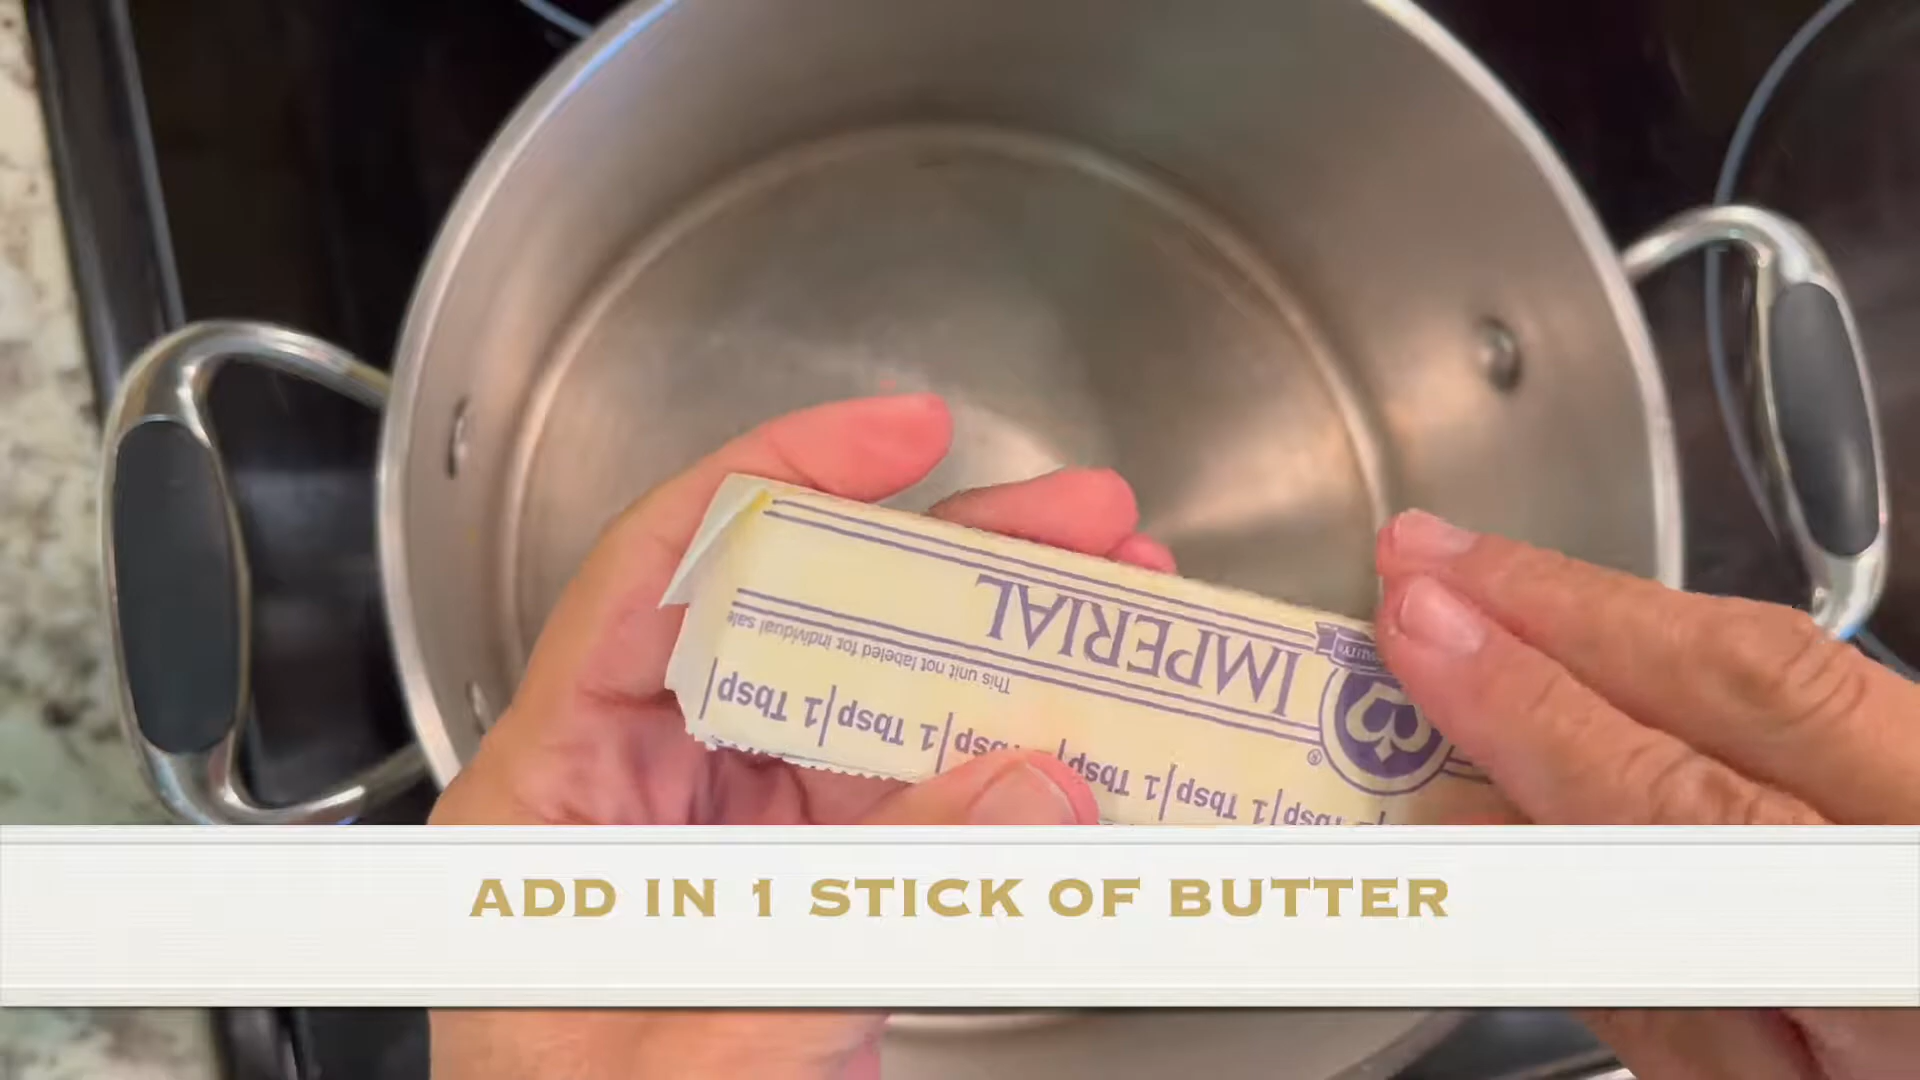 IMPERIAL
This unit not labeled for individual sale
1 Tbsp 1 Tbsp 1 Tbsp 1 Tbsp 1 Tbsp
B
®
ADD IN 1 STICK OF BUTTER